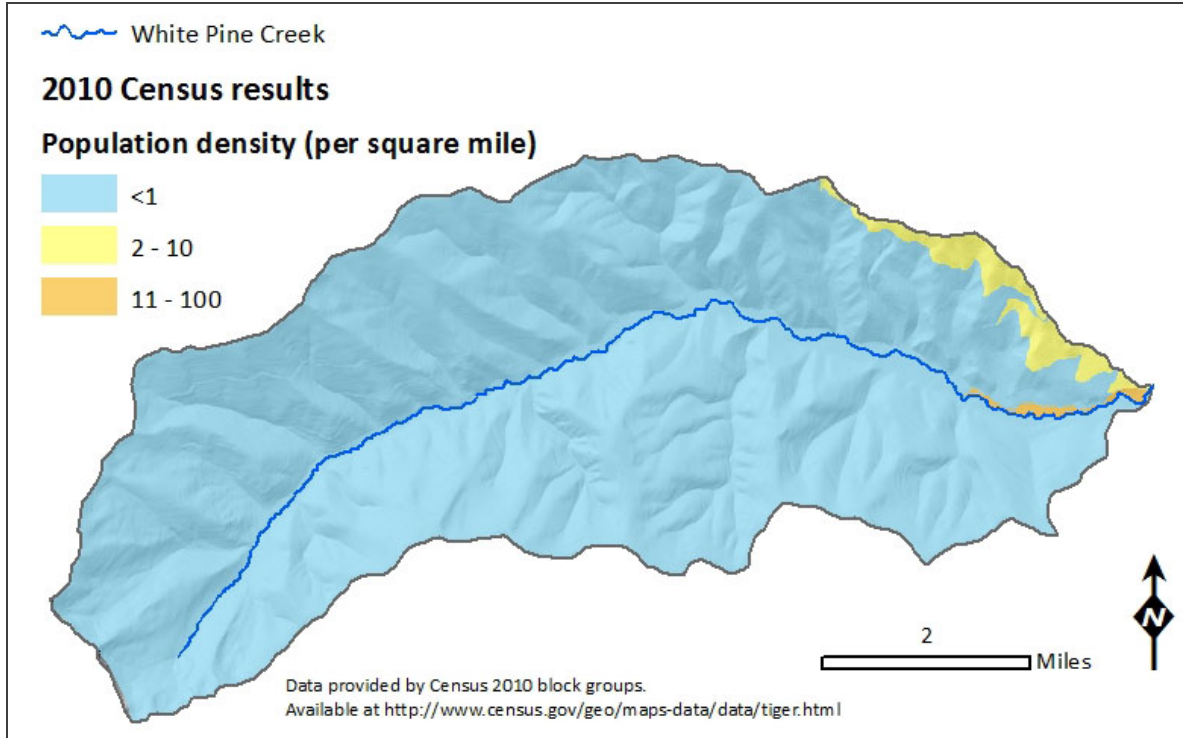 White Pine Creek
2010 Census results
Population density (per square mile)
<1
2 - 10
11 - 100
2
Miles
N
Data provided by Census 2010 block groups.
Available at http://www.census.gov/geo/maps-data/data/tiger.html